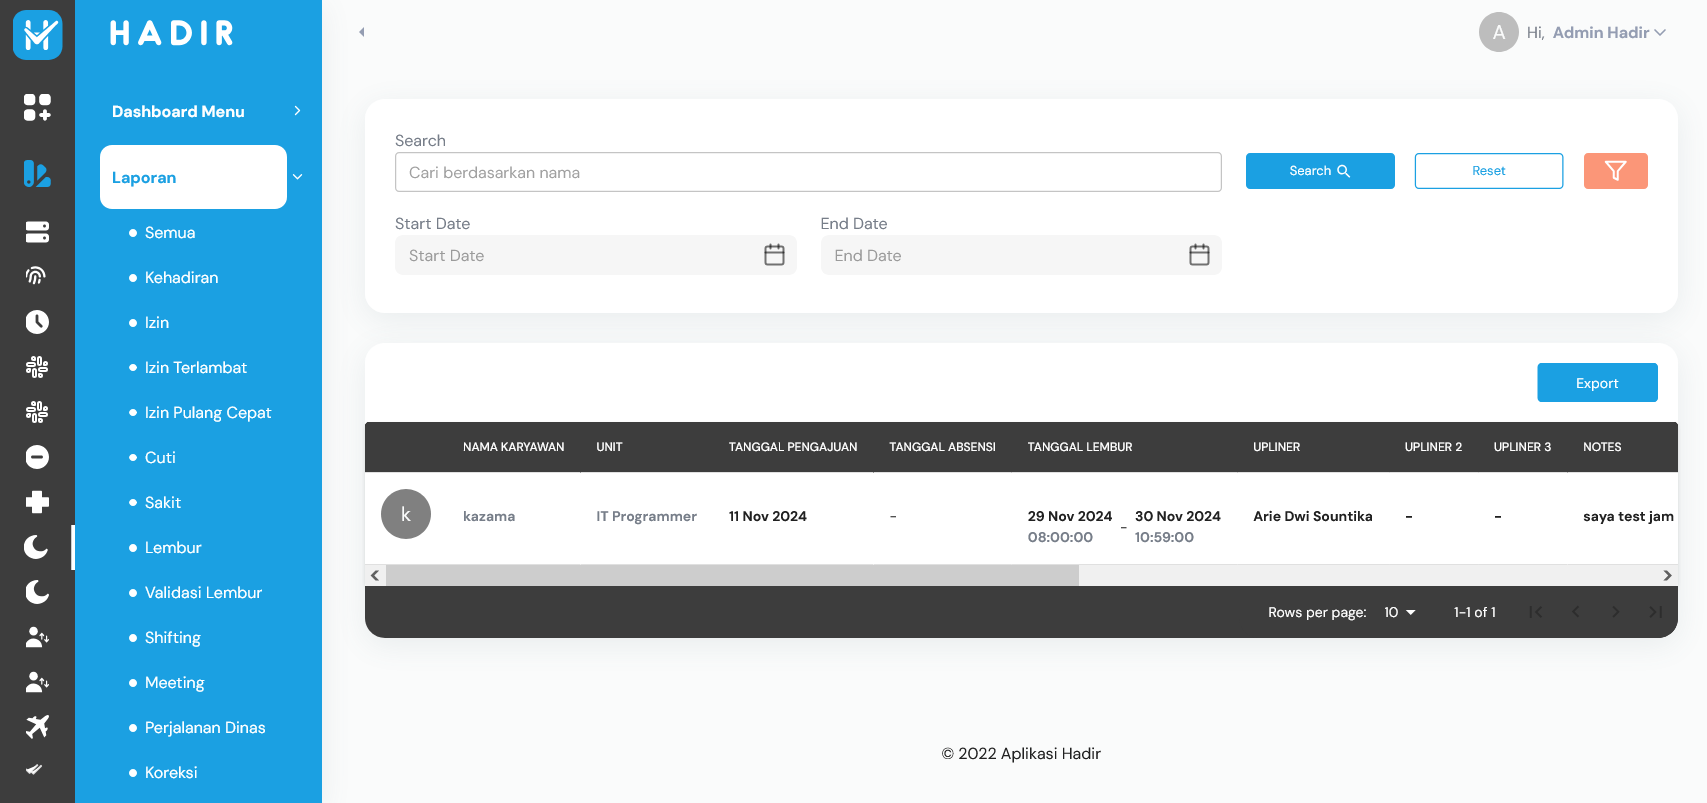 HADIR
Hi, Admin Hadir
A
Dashboard Menu
Laporan
Semua
Kehadiran
Izin
Izin Terlambat
Izin Pulang Cepat
Cuti
Sakit
Lembur
Validasi Lembur
Shifting
Meeting
Perjalanan Dinas
Koreksi
Search
Cari berdasarkan nama
Search
Reset
Start Date
End Date
Start Date
End Date
Export
NAMA KARYAWAN UNIT TANGGAL PENGAJUAN TANGGAL ABSENSI TANGGAL LEMBUR UPLINER UPLINER 2 UPLINER 3 NOTES
k kazama IT Programmer 11 Nov 2024 - 29 Nov 2024 - 30 Nov 2024 Arie Dwi Sountika - - saya test jam
08:00:00 10:59:00
Rows per page: 10 1-1 of 1
© 2022 Aplikasi Hadir